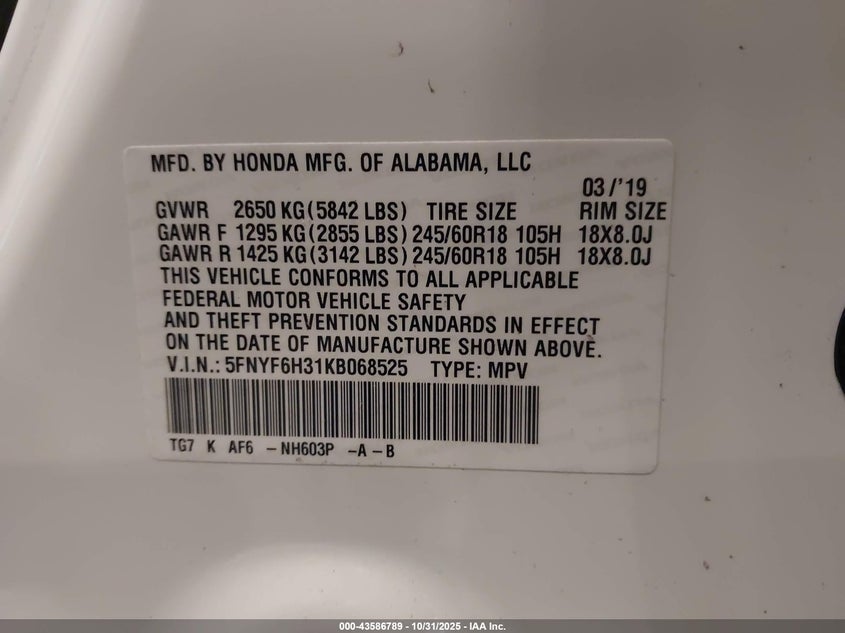 MFD. BY HONDA MFG. OF ALABAMA, LLC
03/'19
GVWR 2650 KG(5842 LBS) TIRE SIZE RIM SIZE
GAWR F 1295 KG(2855 LBS) 245/60R18 105H 18X8.0J
GAWR R 1425 KG(3142 LBS) 245/60R18 105H 18X8.0J
THIS VEHICLE CONFORMS TO ALL APPLICABLE
FEDERAL MOTOR VEHICLE SAFETY
AND THEFT PREVENTION STANDARDS IN EFFECT
ON THE DATE OF MANUFACTURE SHOWN ABOVE.
V.I.N.: 5FNYF6H31KB068525 TYPE: MPV
TG7 K AF6 -NH603P -A-B
000-43586789 - 10/31/2025 - IAA Inc.